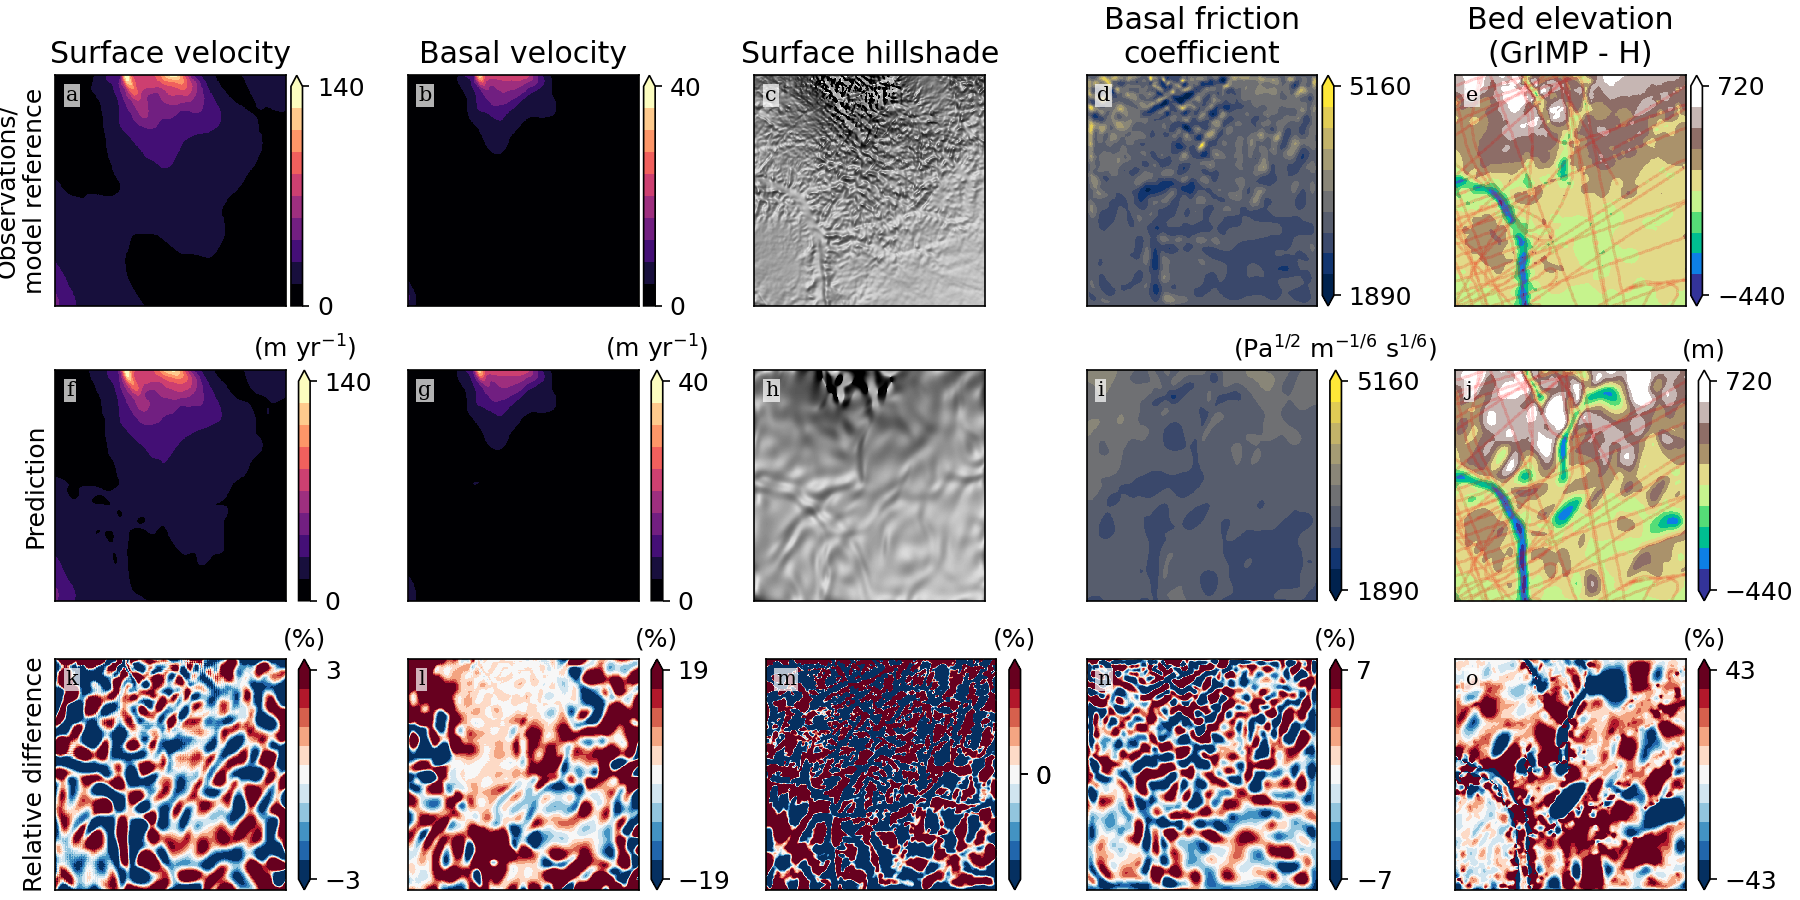 Surface velocity
Basal velocity
Surface hillshade
Basal friction
coefficient
Bed elevation
(GrIMP - H)
Observations/
model reference
a
140
0
b
40
0
c
d
5160
1890
e
720
−440
(m yr−1)
(m yr−1)
(Pa1/2 m−1/6 s1/6)
(m)
Prediction
f
140
0
g
40
0
h
i
5160
1890
j
720
−440
(%)
(%)
(%)
(%)
(%)
Relative difference
k
3
−3
l
19
−19
m
0
n
7
−7
o
43
−43